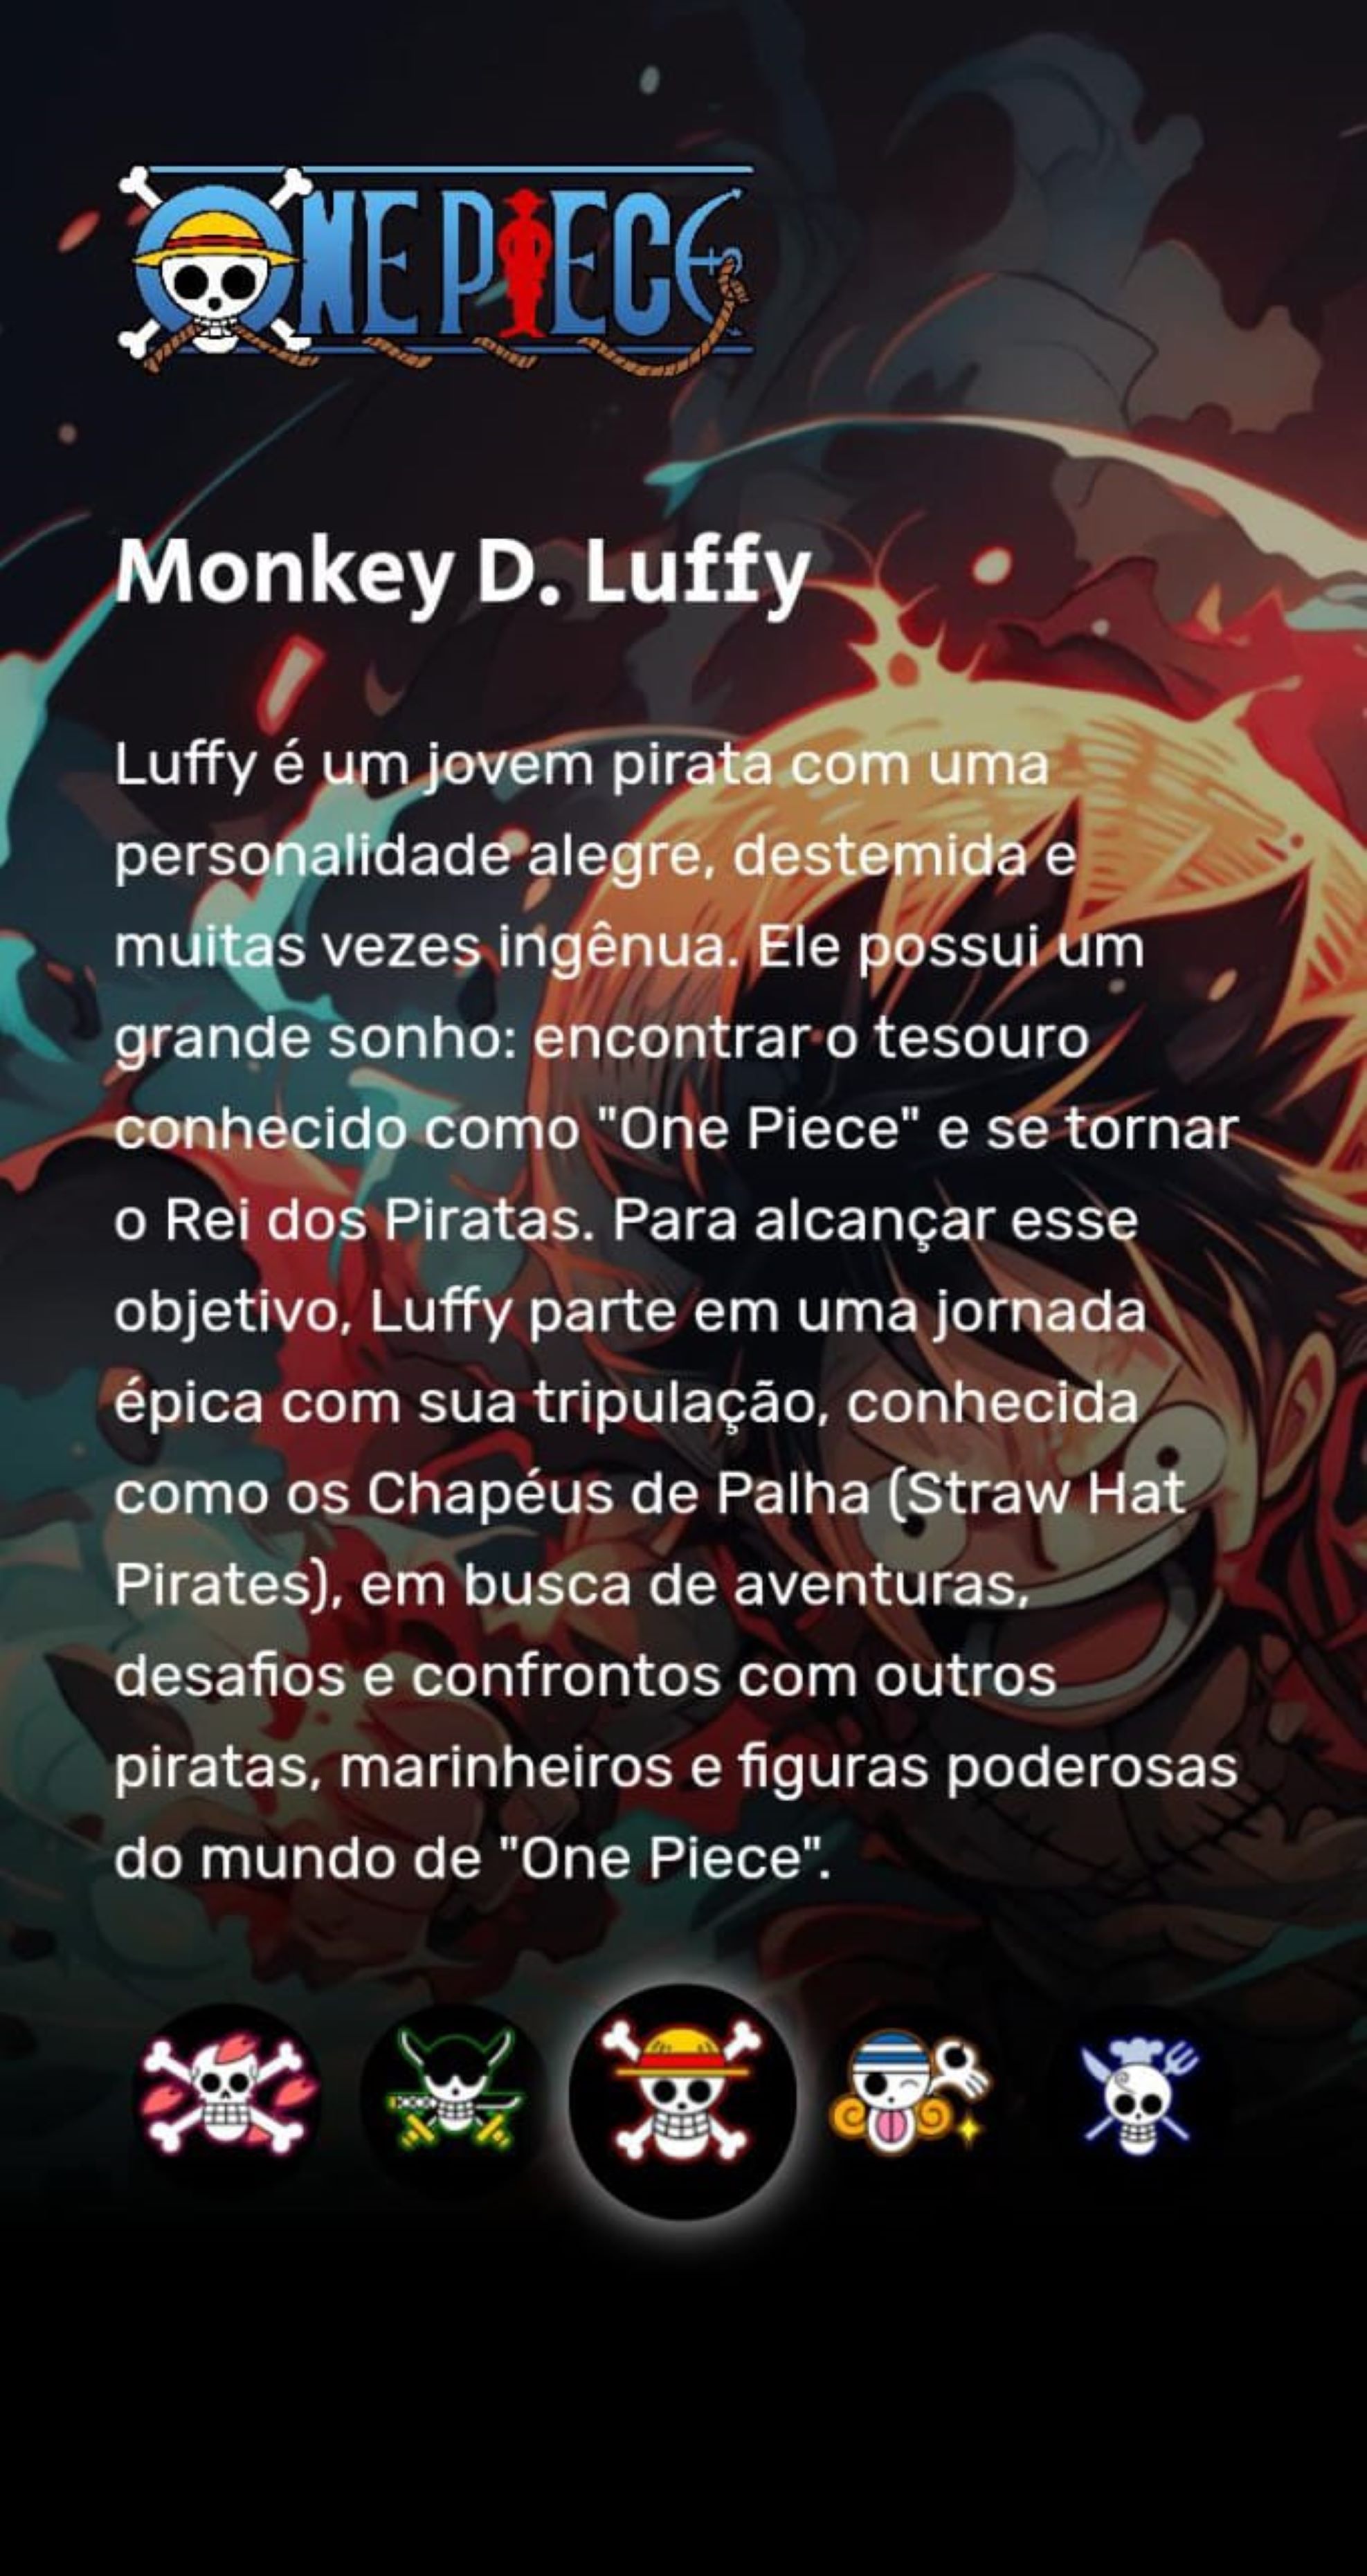 ONE PIECE
Monkey D. Luffy
Luffy é um jovem pirata com uma
personalidade alegre, destemida e
muitas vezes ingênua. Ele possui um
grande sonho: encontrar o tesouro
conhecido como "One Piece" e se tornar
o Rei dos Piratas. Para alcançar esse
objetivo, Luffy parte em uma jornada
épica com sua tripulação, conhecida
como os Chapéus de Palha (Straw Hat
Pirates), em busca de aventuras,
desafios e confrontos com outros
piratas, marinheiros e figuras poderosas
do mundo de "One Piece".